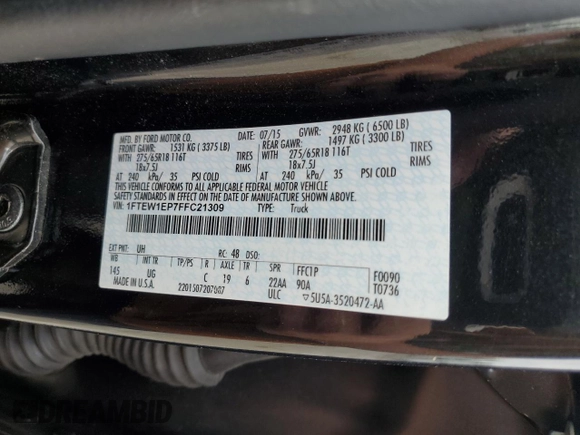 MFD. BY FORD MOTOR CO.
DATE: 07/15 GVWR: 2948 KG ( 6500 LB)
FRONT GAWR: 1531 KG ( 3375 LB) REAR GAWR: 1497 KG ( 3300 LB)
WITH 275/65R18 116T TIRES WITH 275/65R18 116T TIRES
18x7.5J RIMS 18x7.5J RIMS
AT 240 kPa/ 35 PSI COLD AT 240 kPa/ 35 PSI COLD
THIS VEHICLE CONFORMS TO ALL APPLICABLE FEDERAL MOTOR VEHICLE
SAFETY STANDARDS IN EFFECT ON THE DATE OF MANUFACTURE SHOWN ABOVE.
VIN: 1FTEW1EP7FFC21309 TYPE: Truck
EXT PNT: UH RC: 48 DSO: F0090
WB INT TR TP/PS R AXLE TR SPR FFC1P T0736
145 UG C 19 6 22AA 90A
MADE IN U.S.A. ULC 5U5A-3520472-AA
DREAMBID